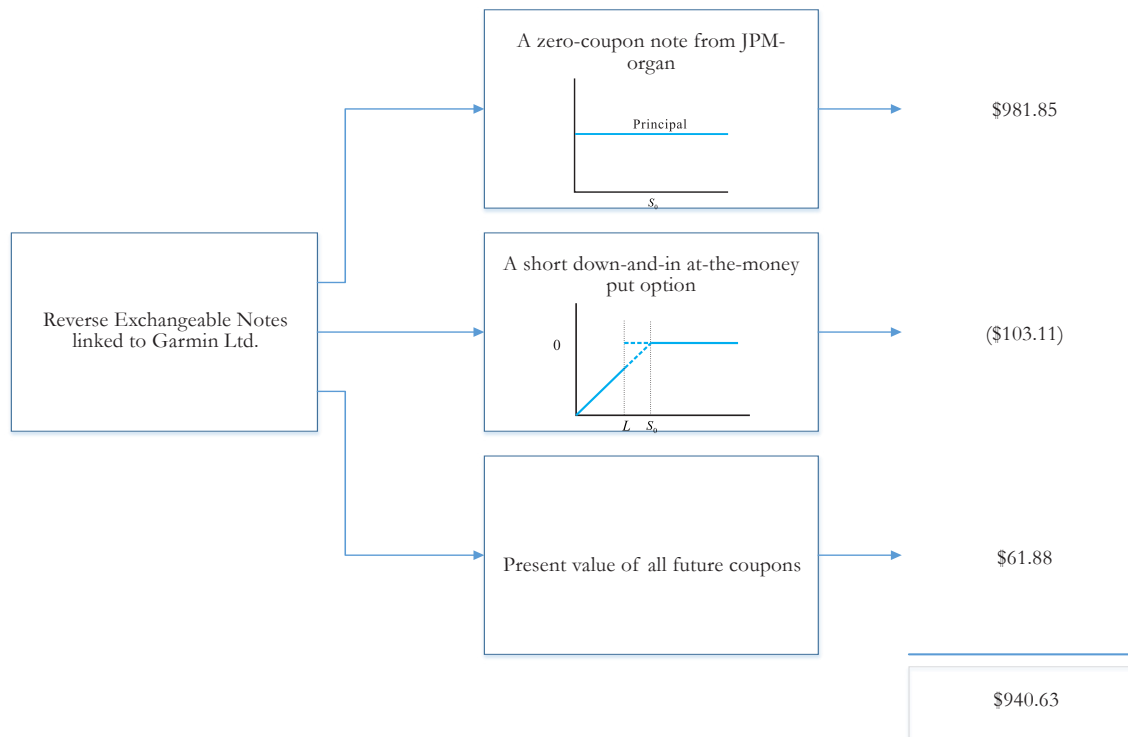 A zero-coupon note from JPM-
organ
Principal
S₀
$981.85
Reverse Exchangeable Notes
linked to Garmin Ltd.
A short down-and-in at-the-money
put option
0
L S₀
($103.11)
Present value of all future coupons
$61.88
$940.63